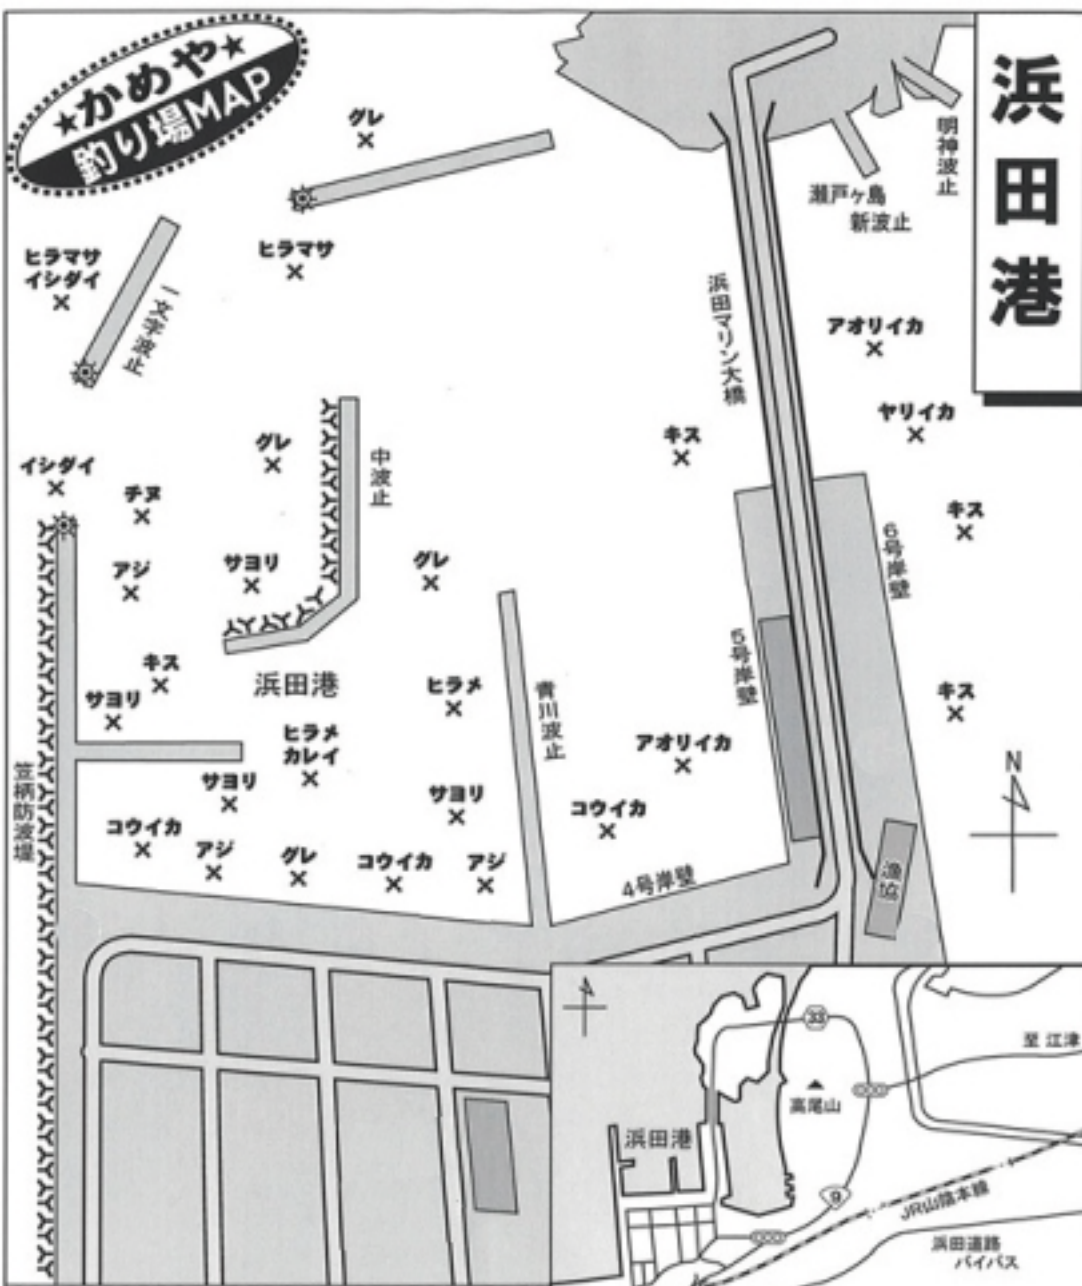 ★かめや★
釣り場MAP
浜田港
グレ
ヒラマサ
ヒラマサ
イシダイ
一文字波止
明神波止
瀬戸ヶ島
新波止
浜田マリン大橋
アオリイカ
ヤリイカ
キス
キス
キス
6号岸壁
5号岸壁
漁協
イシダイ
チヌ
アジ
グレ
サヨリ
中波止
グレ
キス
サヨリ
浜田港
ヒラメ
ヒラメ
カレイ
サヨリ
サヨリ
青川波止
アオリイカ
コウイカ
コウイカ
アジ
グレ
コウイカ
アジ
4号岸壁
笠柄防波堤
N
33
至 江津
高尾山
浜田港
9
JR山陰本線
浜田道路
バイパス